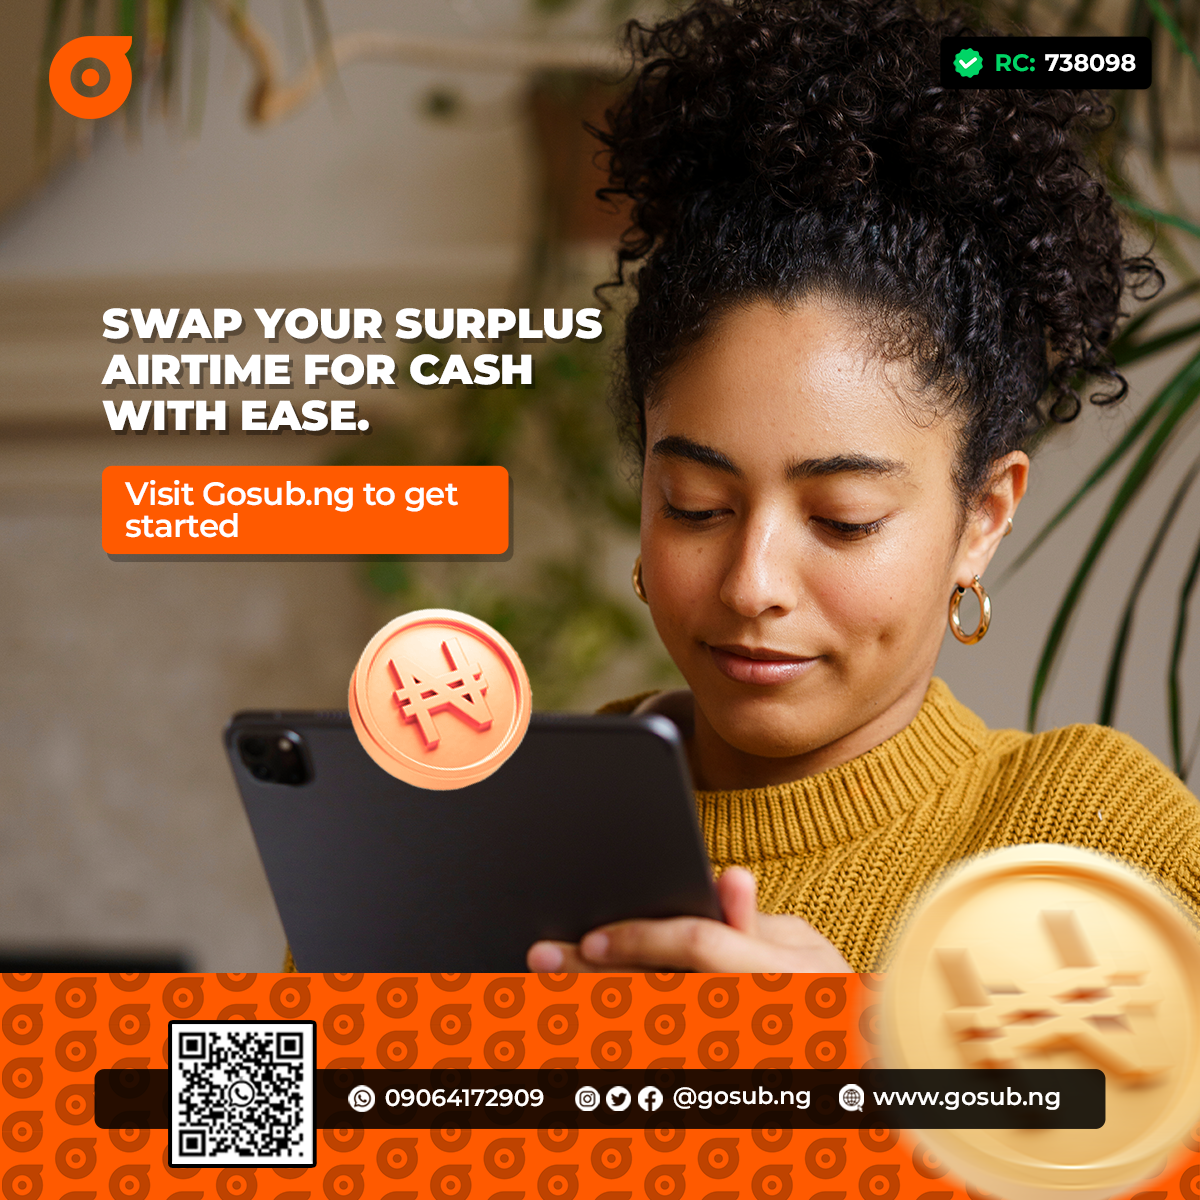 RC: 738098
SWAP YOUR SURPLUS
AIRTIME FOR CASH
WITH EASE.
Visit Gosub.ng to get
started
09064172909 @gosub.ng www.gosub.ng